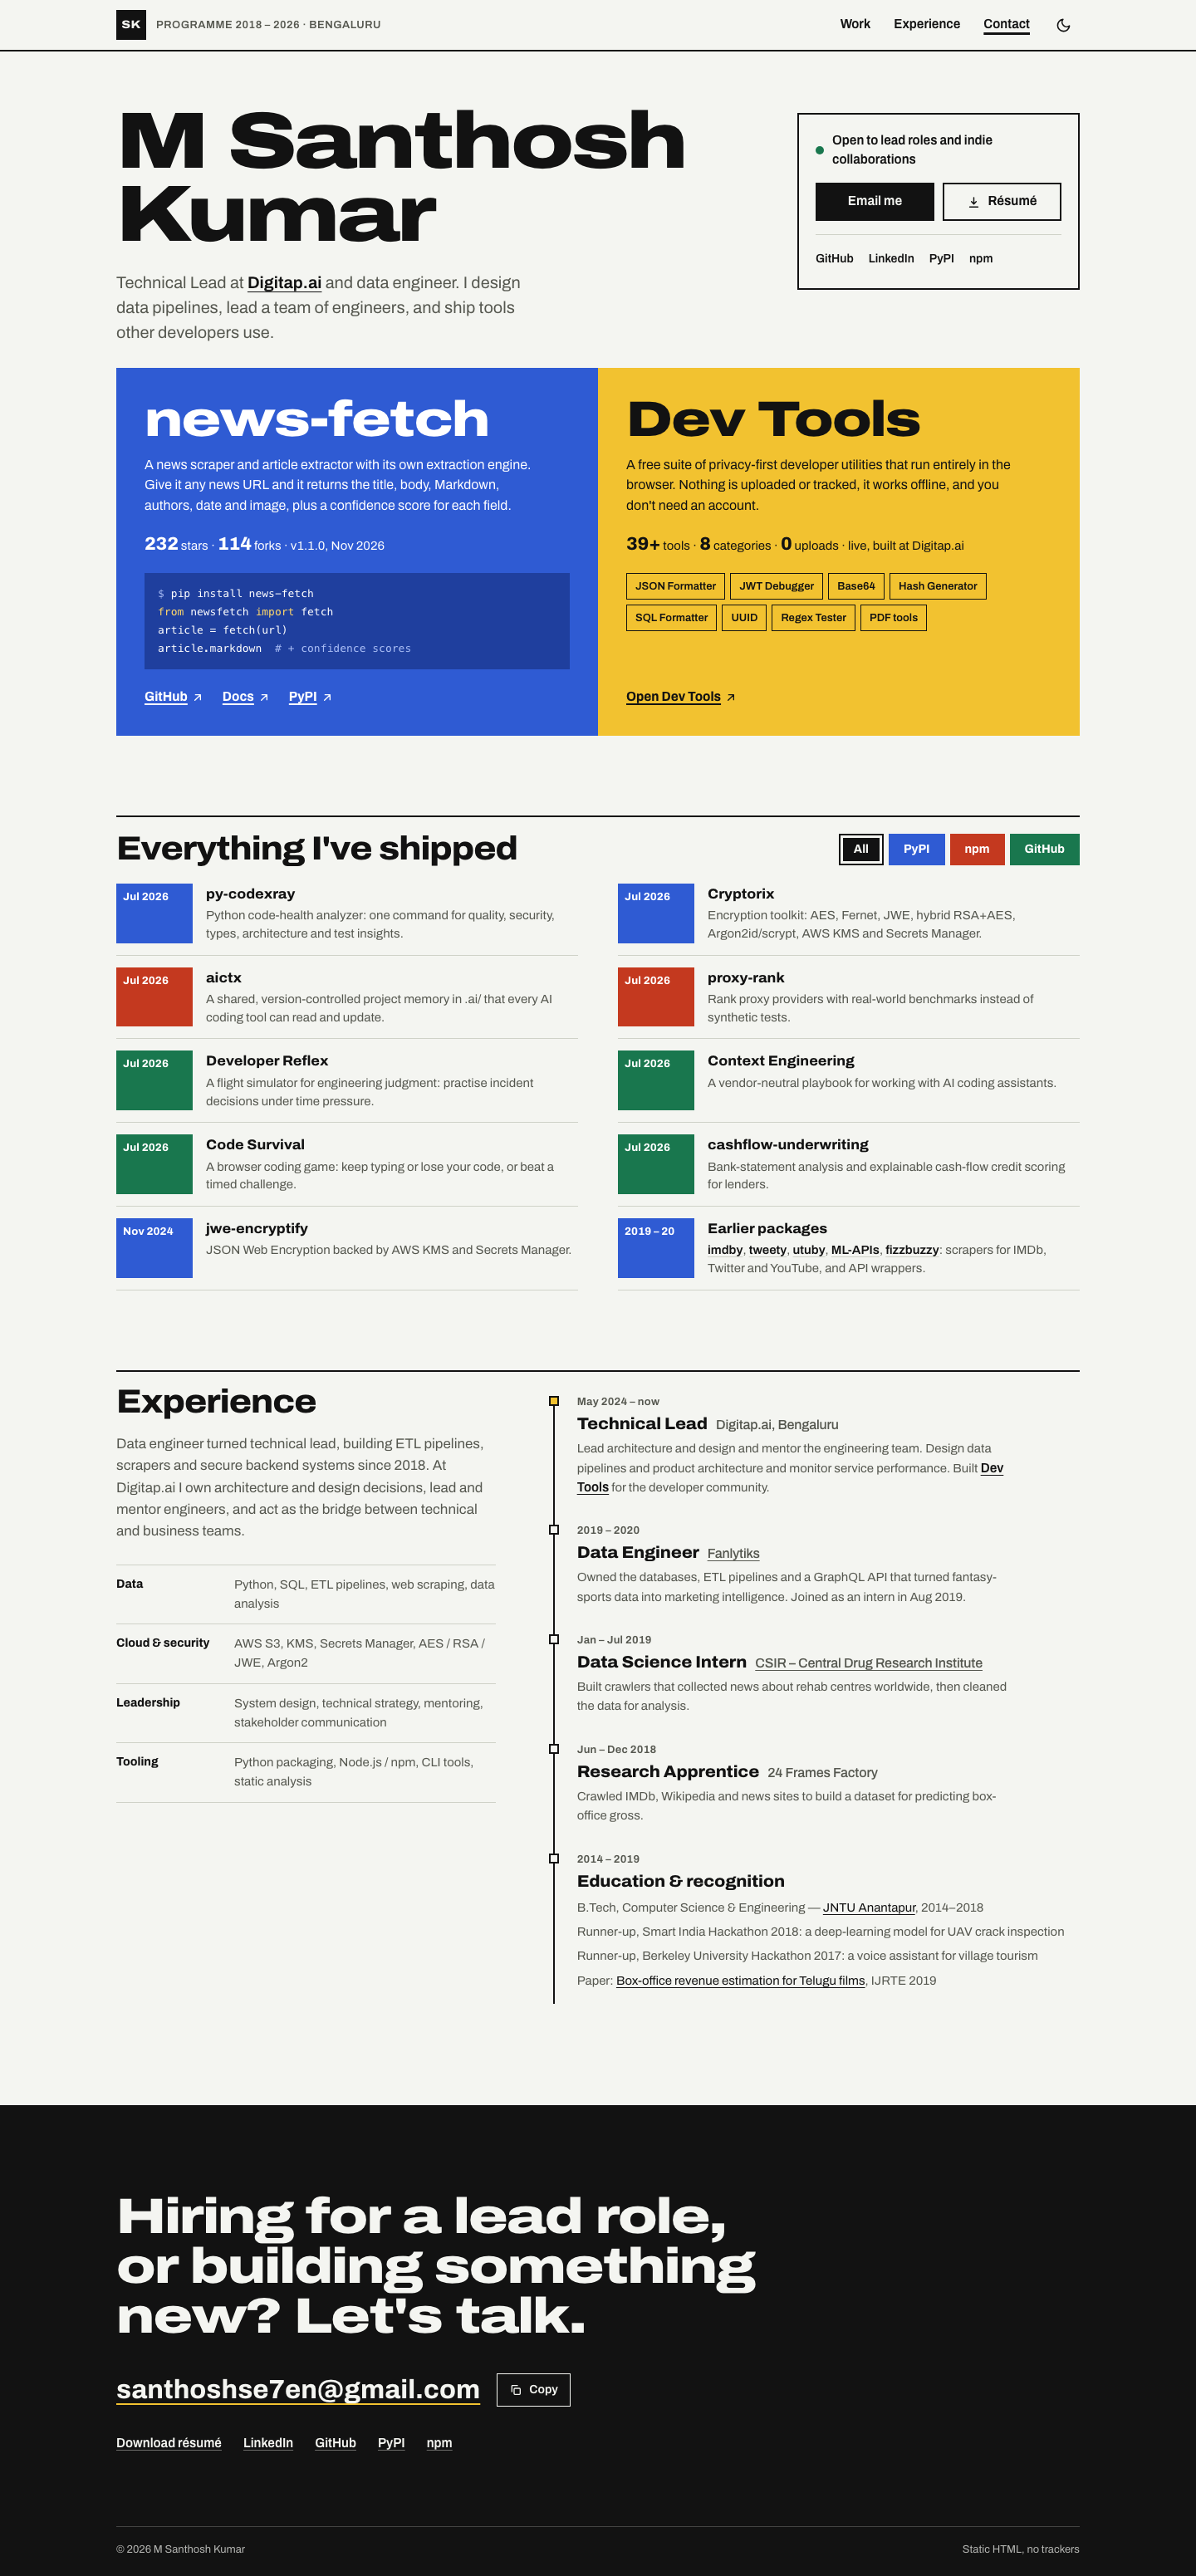 SK PROGRAMME 2018 – 2026 · BENGALURU Work Experience Contact
M Santhosh
Kumar
Technical Lead at Digitap.ai and data engineer. I design
data pipelines, lead a team of engineers, and ship tools
other developers use.
Open to lead roles and indie
collaborations
Email me Résumé
GitHub LinkedIn PyPI npm
news-fetch
A news scraper and article extractor with its own extraction engine.
Give it any news URL and it returns the title, body, Markdown,
authors, date and image, plus a confidence score for each field.
232 stars · 114 forks · v1.1.0, Nov 2026
$ pip install news-fetch
from newsfetch import fetch
article = fetch(url)
article.markdown # + confidence scores
GitHub Docs PyPI
Dev Tools
A free suite of privacy-first developer utilities that run entirely in the
browser. Nothing is uploaded or tracked, it works offline, and you
don't need an account.
39+ tools · 8 categories · 0 uploads · live, built at Digitap.ai
JSON Formatter JWT Debugger Base64 Hash Generator
SQL Formatter UUID Regex Tester PDF tools
Open Dev Tools
Everything I've shipped
All PyPI npm GitHub
Jul 2026 py-codexray
Python code-health analyzer: one command for quality, security,
types, architecture and test insights.
Jul 2026 Cryptorix
Encryption toolkit: AES, Fernet, JWE, hybrid RSA+AES,
Argon2id/scrypt, AWS KMS and Secrets Manager.
Jul 2026 aictx
A shared, version-controlled project memory in .ai/ that every AI
coding tool can read and update.
Jul 2026 proxy-rank
Rank proxy providers with real-world benchmarks instead of
synthetic tests.
Jul 2026 Developer Reflex
A flight simulator for engineering judgment: practise incident
decisions under time pressure.
Jul 2026 Context Engineering
A vendor-neutral playbook for working with AI coding assistants.
Jul 2026 Code Survival
A browser coding game: keep typing or lose your code, or beat a
timed challenge.
Jul 2026 cashflow-underwriting
Bank-statement analysis and explainable cash-flow credit scoring
for lenders.
Nov 2024 jwe-encryptify
JSON Web Encryption backed by AWS KMS and Secrets Manager.
2019 – 20 Earlier packages
imdby, tweety, utuby, ML-APIs, fizzbuzzy: scrapers for IMDb,
Twitter and YouTube, and API wrappers.
Experience
Data engineer turned technical lead, building ETL pipelines,
scrapers and secure backend systems since 2018. At
Digitap.ai I own architecture and design decisions, lead and
mentor engineers, and act as the bridge between technical
and business teams.
Data Python, SQL, ETL pipelines, web scraping, data
analysis
Cloud & security AWS S3, KMS, Secrets Manager, AES / RSA /
JWE, Argon2
Leadership System design, technical strategy, mentoring,
stakeholder communication
Tooling Python packaging, Node.js / npm, CLI tools,
static analysis
May 2024 – now
Technical Lead Digitap.ai, Bengaluru
Lead architecture and design and mentor the engineering team. Design data
pipelines and product architecture and monitor service performance. Built Dev
Tools for the developer community.
2019 – 2020
Data Engineer Fanlytiks
Owned the databases, ETL pipelines and a GraphQL API that turned fantasy-
sports data into marketing intelligence. Joined as an intern in Aug 2019.
Jan – Jul 2019
Data Science Intern CSIR – Central Drug Research Institute
Built crawlers that collected news about rehab centres worldwide, then cleaned
the data for analysis.
Jun – Dec 2018
Research Apprentice 24 Frames Factory
Crawled IMDb, Wikipedia and news sites to build a dataset for predicting box-
office gross.
2014 – 2019
Education & recognition
B.Tech, Computer Science & Engineering — JNTU Anantapur, 2014–2018
Runner-up, Smart India Hackathon 2018: a deep-learning model for UAV crack inspection
Runner-up, Berkeley University Hackathon 2017: a voice assistant for village tourism
Paper: Box-office revenue estimation for Telugu films, IJRTE 2019
Hiring for a lead role,
or building something
new? Let's talk.
santhoshse7en@gmail.com Copy
Download résumé LinkedIn GitHub PyPI npm
© 2026 M Santhosh Kumar Static HTML, no trackers